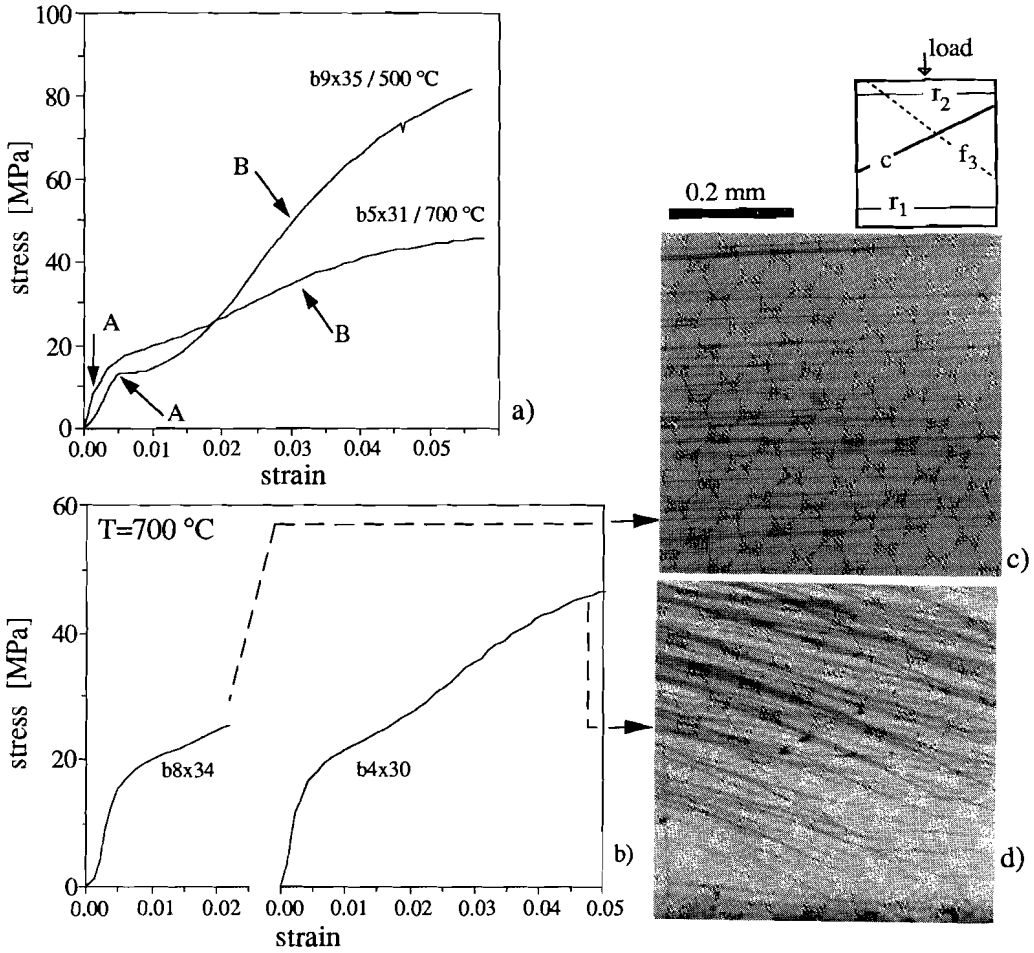 100
80
60
40
20
0
stress [MPa]
b9x35 / 500 °C
B
b5x31 / 700 °C
A
B
A
a)
0.00 0.01 0.02 0.03 0.04 0.05
strain
load
r2
c
f3
r1
0.2 mm
c)
60
40
20
0
stress [MPa]
T=700 °C
b8x34
b4x30
b)
0.00 0.01 0.02 0.00 0.01 0.02 0.03 0.04 0.05
strain
d)